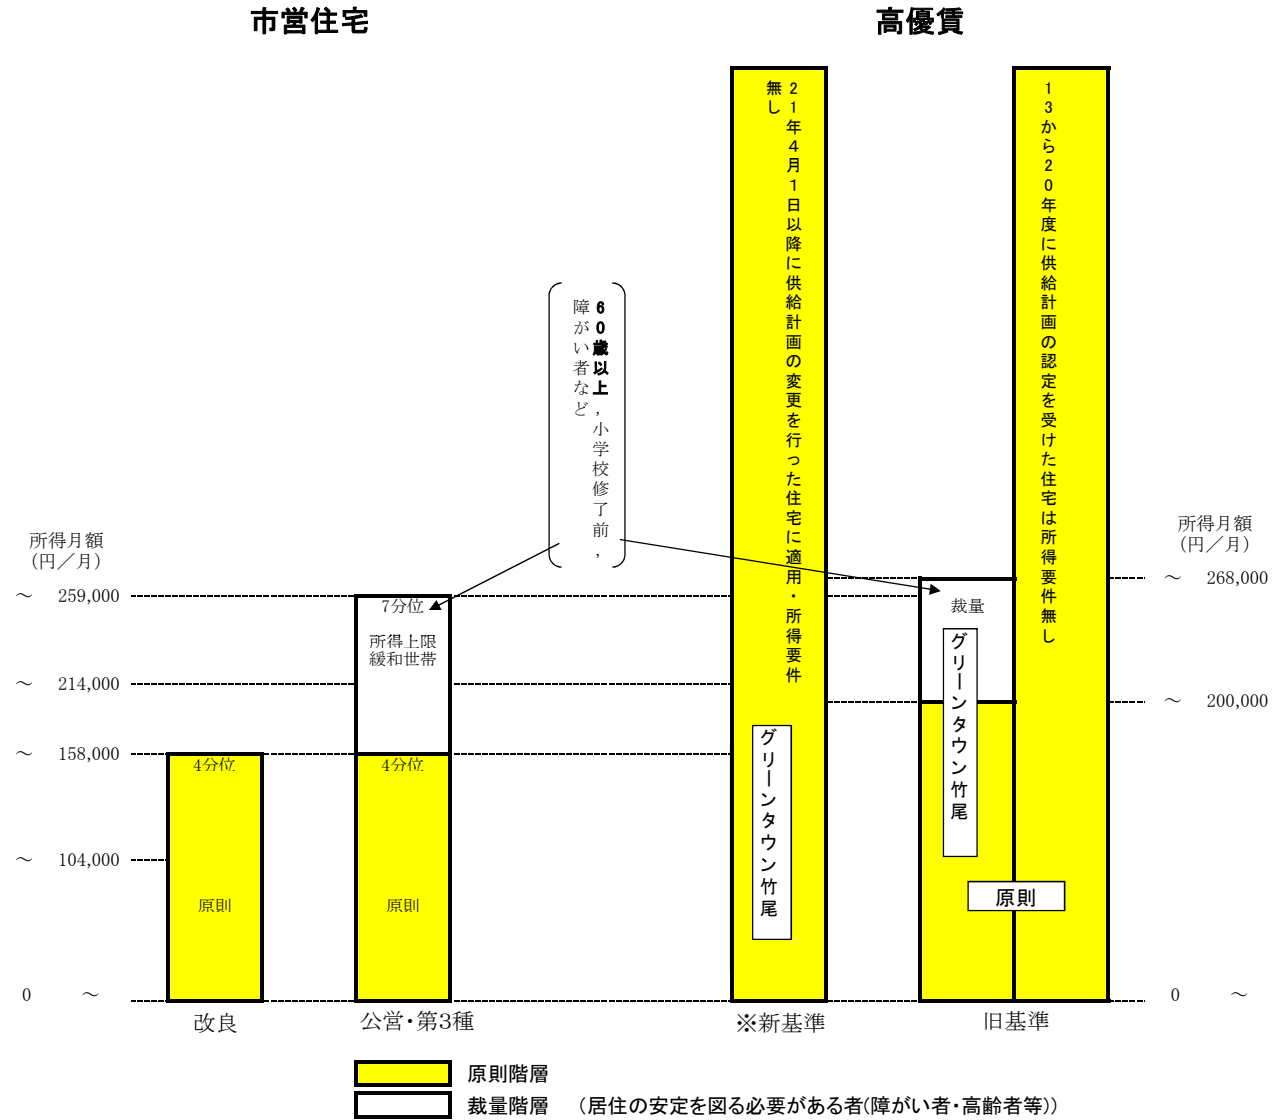 市営住宅
高優賃
21年4月1日以降に供給計画の変更を行った住宅に適用・所得要件
無し
13から20年度に供給計画の認定を受けた住宅は所得要件無し
60歳以上,小学校修了前,
障がい者など
所得月額
(円／月)
所得月額
(円／月)
～ 268,000
～ 259,000
7分位
裁量
所得上限
緩和世帯
グリーンタウン竹尾
～ 214,000
～ 200,000
～ 158,000
4分位
4分位
グリーンタウン竹尾
～ 104,000
原則
原則
原則
0 ～
0 ～
改良
公営・第3種
※新基準
旧基準
原則階層
裁量階層 (居住の安定を図る必要がある者(障がい者・高齢者等))